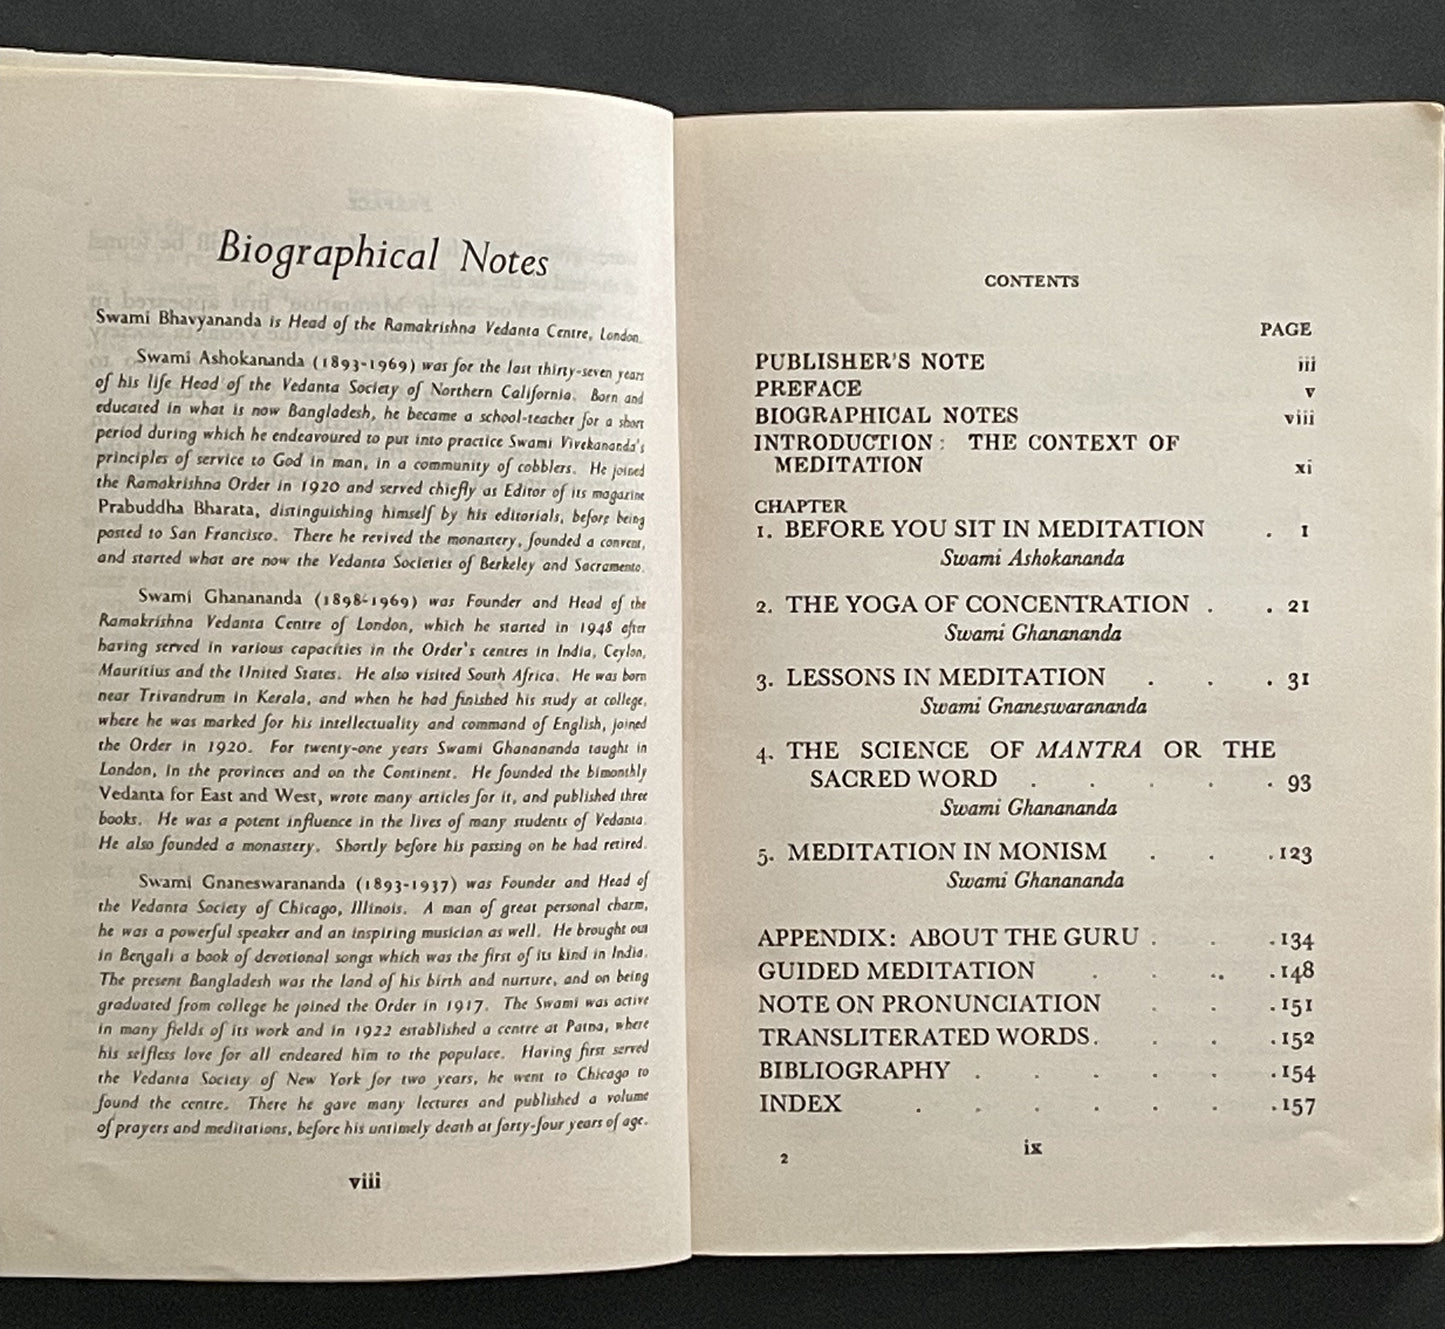 Biographical Notes
Swami Bhavyananda is Head of the Ramakrishna Vedanta Centre, London.
Swami Ashokananda (1893-1969) was for the last thirty-seven years
of his life Head of the Vedanta Society of Northern California. Born and
educated in what is now Bangladesh, he became a school-teacher for a short
period during which he endeavoured to put into practice Swami Vivekananda's
principles of service to God in man, in a community of cobblers. He joined
the Ramakrishna Order in 1920 and served chiefly as Editor of its magazine
Prabuddha Bharata, distinguishing himself by his editorials, before being
posted to San Francisco. There he revived the monastery, founded a convent,
and started what are now the Vedanta Societies of Berkeley and Sacramento.
Swami Ghanananda (1898-1969) was Founder and Head of the
Ramakrishna Vedanta Centre of London, which he started in 1948 after
having served in various capacities in the Order's centres in India, Ceylon,
Mauritius and the United States. He also visited South Africa. He was born
near Trivandrum in Kerala, and when he had finished his study at college,
where he was marked for his intellectuality and command of English, joined
the Order in 1920. For twenty-one years Swami Ghanananda taught in
London, in the provinces and on the Continent. He founded the bimonthly
Vedanta for East and West, wrote many articles for it, and published three
books. He was a potent influence in the lives of many students of Vedanta.
He also founded a monastery. Shortly before his passing on he had retired.
Swami Gnaneswarananda (1893-1937) was Founder and Head of
the Vedanta Society of Chicago, Illinois. A man of great personal charm,
he was a powerful speaker and an inspiring musician as well. He brought out
in Bengali a book of devotional songs which was the first of its kind in India.
The present Bangladesh was the land of his birth and nurture, and on being
graduated from college he joined the Order in 1917. The Swami was active
in many fields of its work and in 1922 established a centre at Patna, where
his selfless love for all endeared him to the populace. Having first served
the Vedanta Society of New York for two years, he went to Chicago to
found the centre. There he gave many lectures and published a volume
of prayers and meditations, before his untimely death at forty-four years of age.
viii
CONTENTS
PAGE
PUBLISHER'S NOTE iii
PREFACE v
BIOGRAPHICAL NOTES viii
INTRODUCTION: THE CONTEXT OF
MEDITATION xi
CHAPTER
1. BEFORE YOU SIT IN MEDITATION . 1
Swami Ashokananda
2. THE YOGA OF CONCENTRATION . . 21
Swami Ghanananda
3. LESSONS IN MEDITATION . . . 31
Swami Gnaneswarananda
4. THE SCIENCE OF MANTRA OR THE
SACRED WORD . . . . . 93
Swami Ghanananda
5. MEDITATION IN MONISM . . . 123
Swami Ghanananda
APPENDIX: ABOUT THE GURU . . . 134
GUIDED MEDITATION . . .. . 148
NOTE ON PRONUNCIATION . . . 151
TRANSLITERATED WORDS . . . . 152
BIBLIOGRAPHY . . . . . . 154
INDEX . . . . . . . 157
ix
2